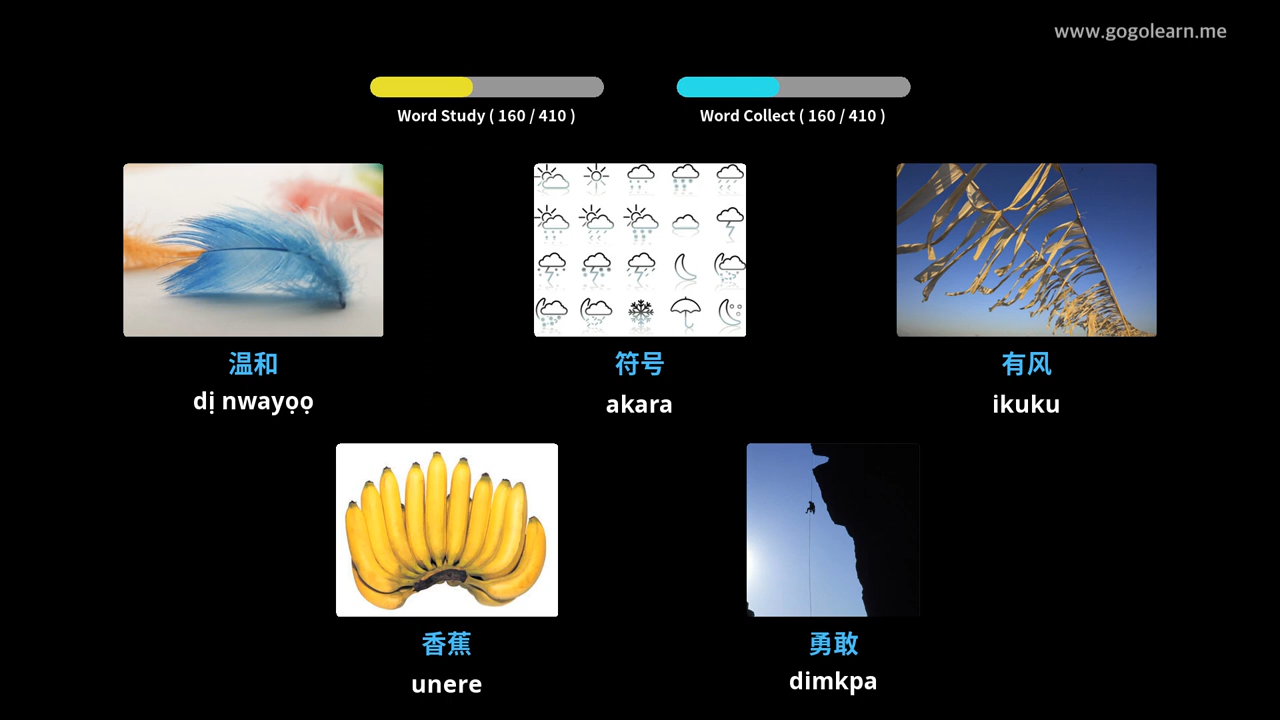 www.gogolearn.me
Word Study ( 160 / 410 )
Word Collect ( 160 / 410 )
温和
dị nwayọọ
符号
akara
有风
ikuku
香蕉
unere
勇敢
dimkpa